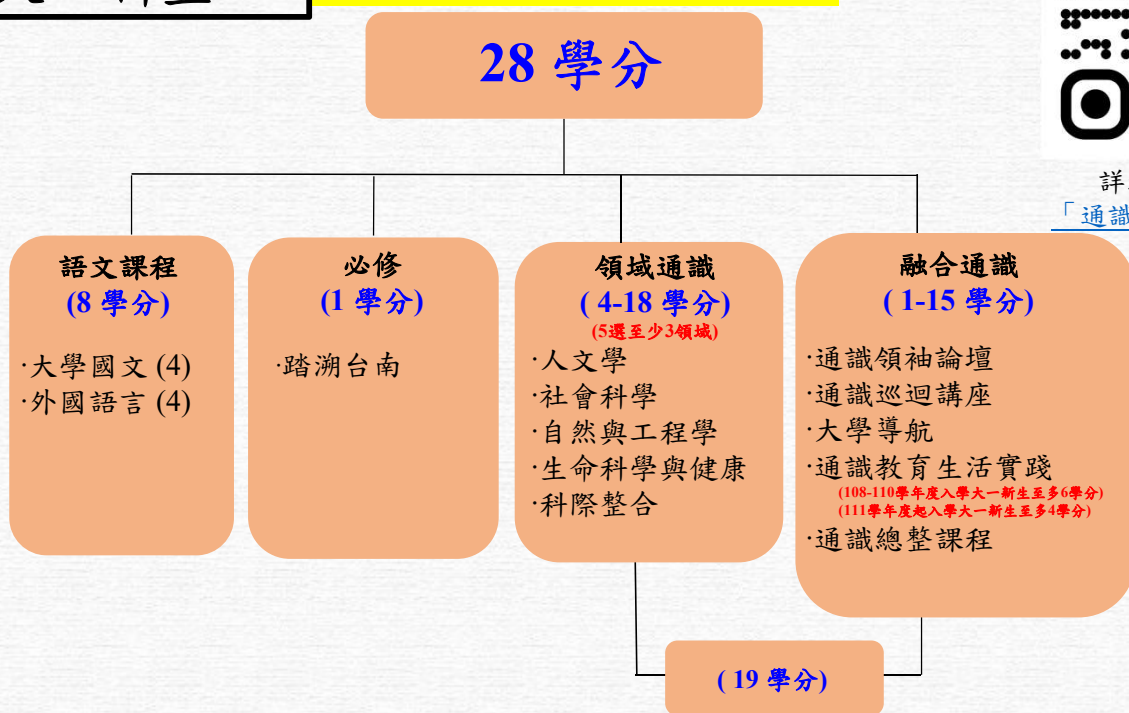 28 學分
詳
「通識
語文課程
(8 學分)
·大學國文 (4)
·外國語言 (4)
必修
(1 學分)
·踏溯台南
領域通識
( 4-18 學分)
(5選至少3領域)
·人文學
·社會科學
·自然與工程學
·生命科學與健康
·科際整合
融合通識
( 1-15 學分)
·通識領袖論壇
·通識巡迴講座
·大學導航
·通識教育生活實踐
(108-110學年度入學大一新生至多6學分)
(111學年度起入學大一新生至多4學分)
·通識總整課程
( 19 學分)